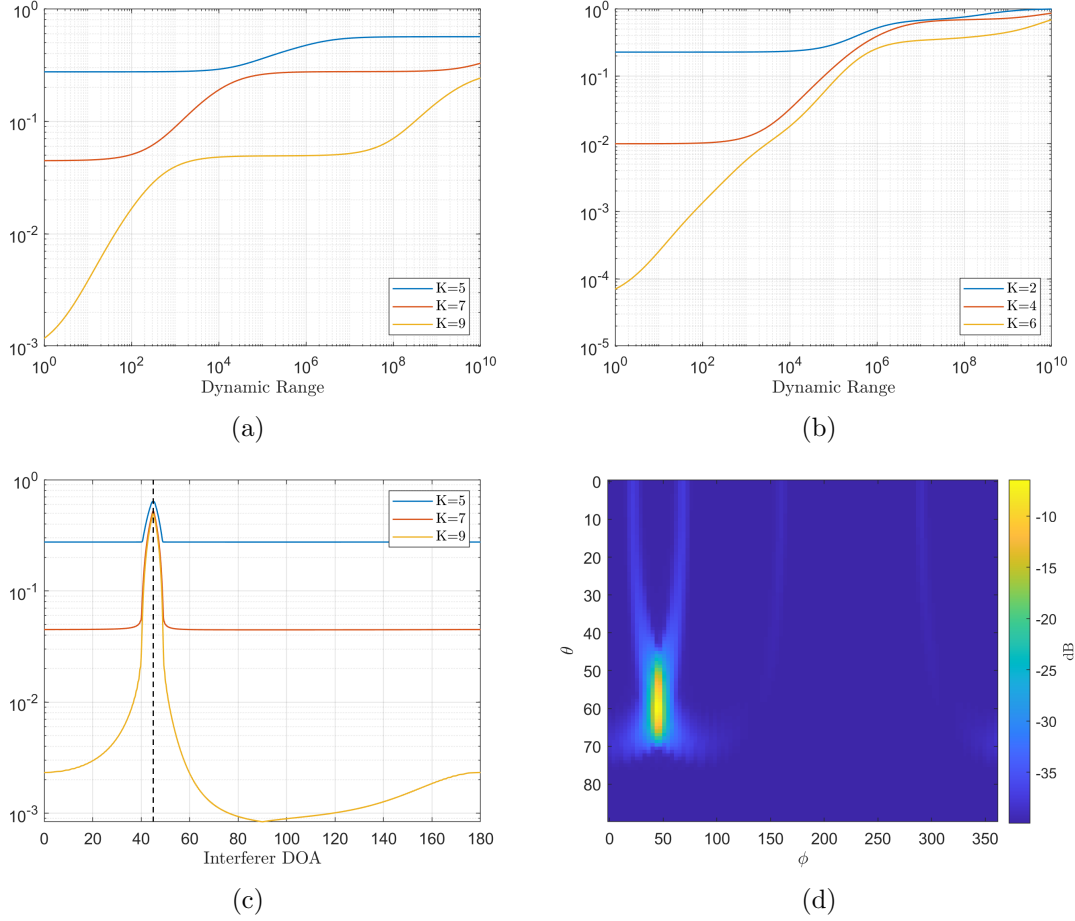 10^0
10^-1
10^-2
10^-3
10^0 10^2 10^4 10^6 10^8 10^10
Dynamic Range
K=5
K=7
K=9
(a)
10^0
10^-1
10^-2
10^-3
10^-4
10^-5
10^0 10^2 10^4 10^6 10^8 10^10
Dynamic Range
K=2
K=4
K=6
(b)
10^0
10^-1
10^-2
10^-3
0 20 40 60 80 100 120 140 160 180
Interferer DOA
K=5
K=7
K=9
(c)
0
10
20
30
40
50
60
70
80
θ
0 50 100 150 200 250 300 350
ϕ
-10
-15
-20
-25
-30
-35
dB
(d)